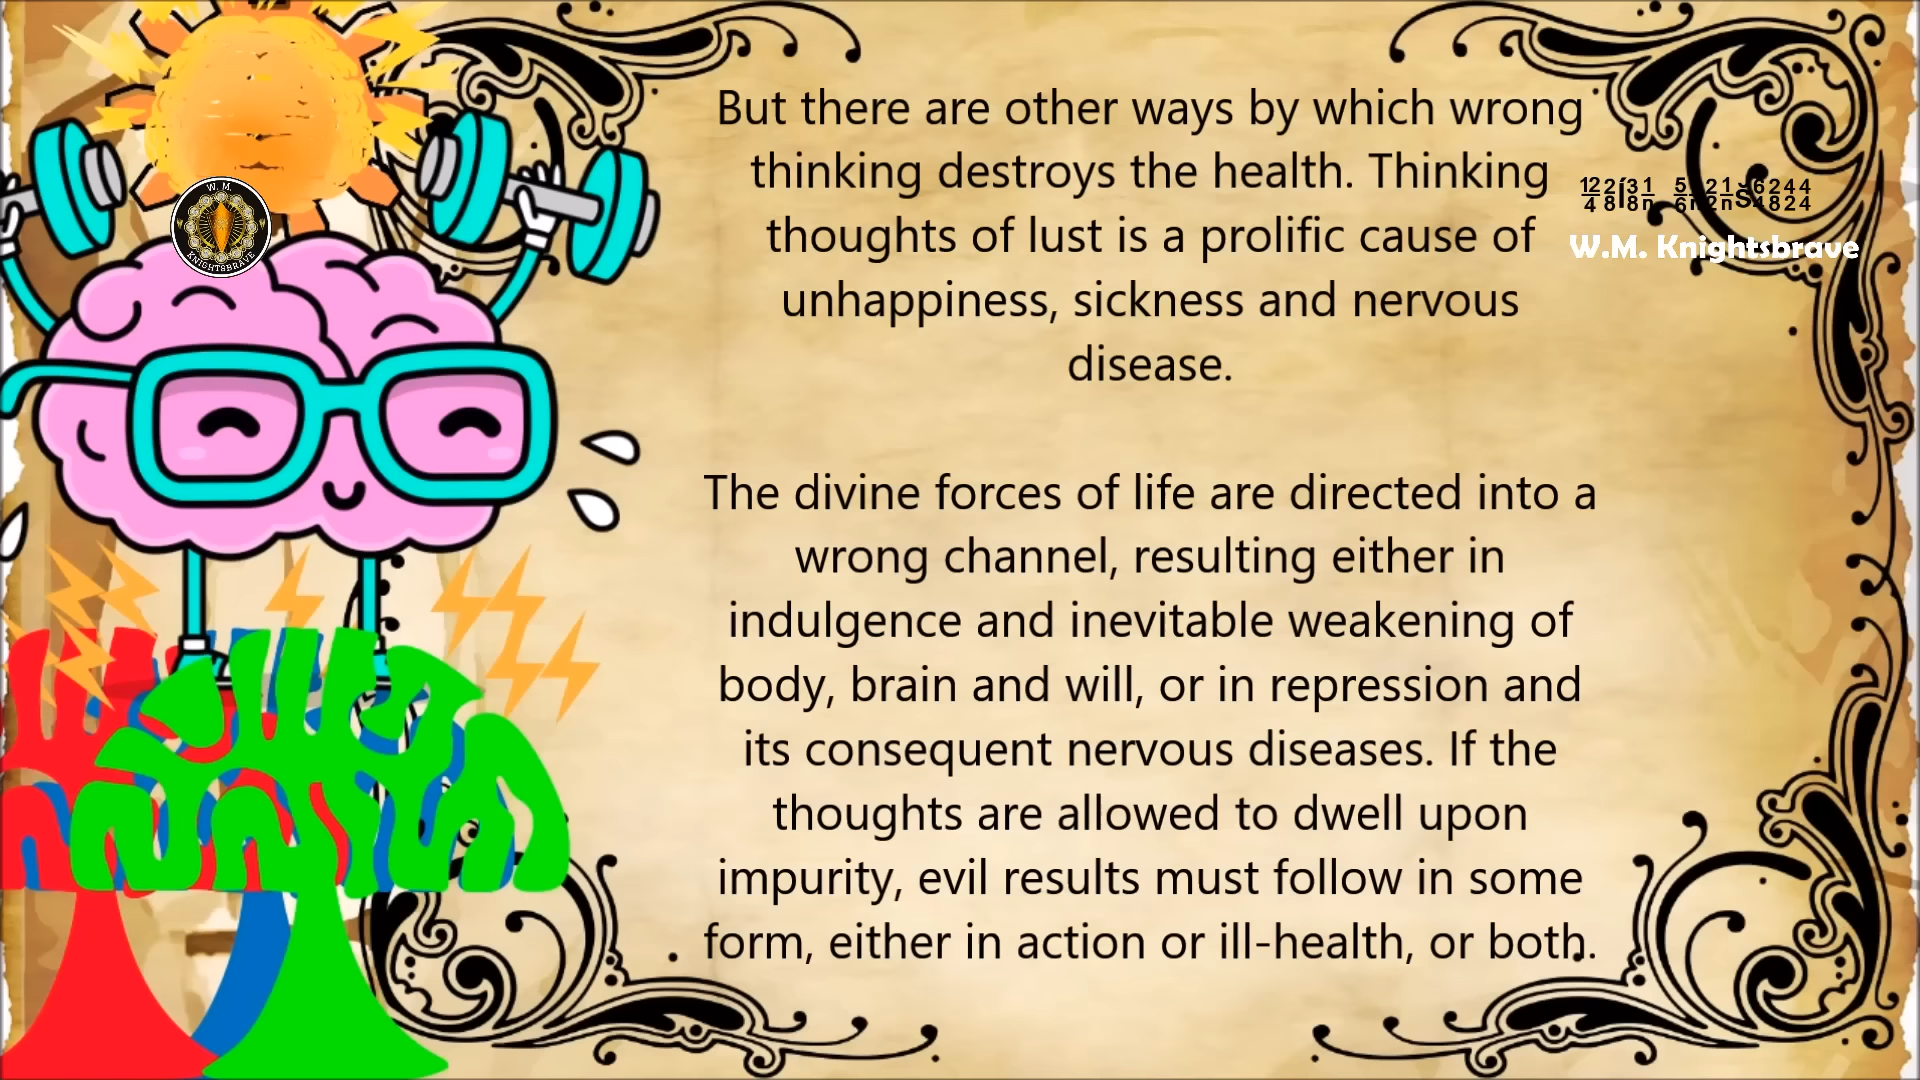 But there are other ways by which wrong
thinking destroys the health. Thinking
thoughts of lust is a prolific cause of
unhappiness, sickness and nervous
disease.
The divine forces of life are directed into a
wrong channel, resulting either in
indulgence and inevitable weakening of
body, brain and will, or in repression and
its consequent nervous diseases. If the
thoughts are allowed to dwell upon
impurity, evil results must follow in some
form, either in action or ill-health, or both.
W.M. Knightsbrave
W. M.
KNIGHTSBRAVE